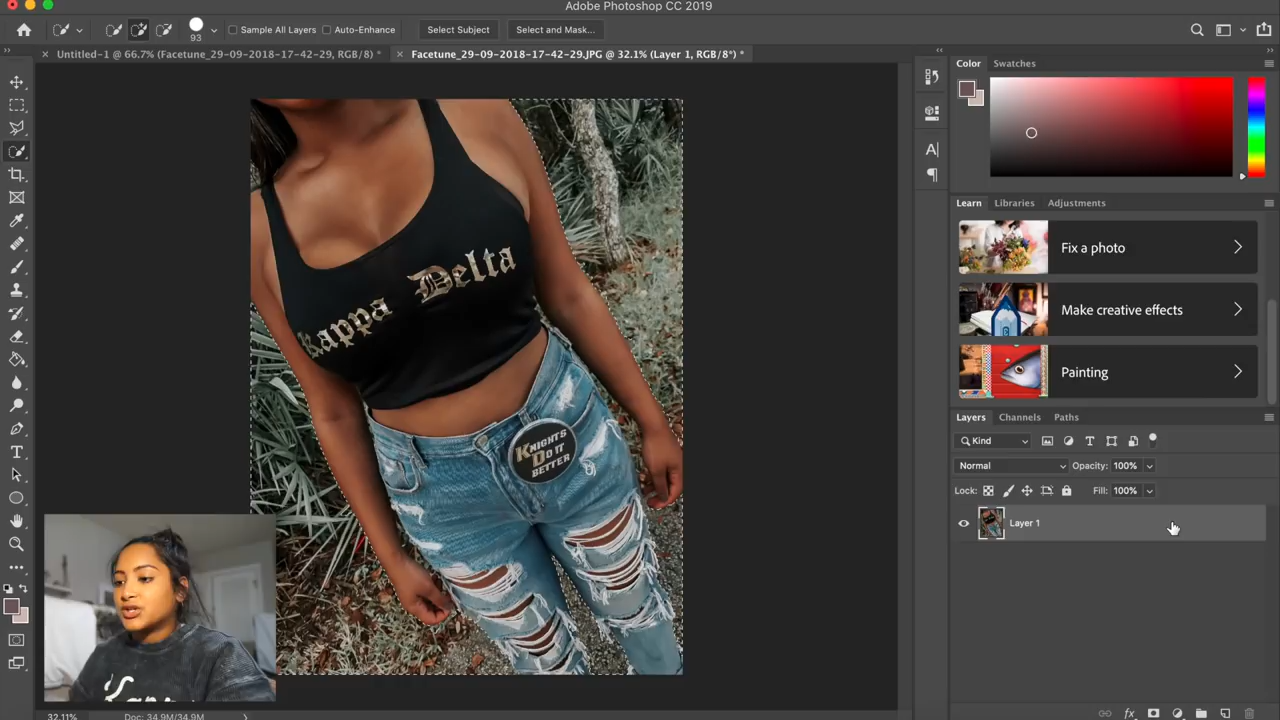 Adobe Photoshop CC 2019
93
Sample All Layers
Auto-Enhance
Select Subject
Select and Mask...
Untitled-1 @ 66.7% (Facetune_29-09-2018-17-42-29, RGB/8) *
Facetune_29-09-2018-17-42-29.JPG @ 32.1% (Layer 1, RGB/8*) *
Color
Swatches
Learn
Libraries
Adjustments
Fix a photo
Make creative effects
Painting
Kappa Delta
KNIGHTS
DO IT
BETTER
Layers
Channels
Paths
Kind
Normal
Opacity: 100%
Lock:
Fill: 100%
Layer 1
32.11%
Doc: 34.9M/34.9M